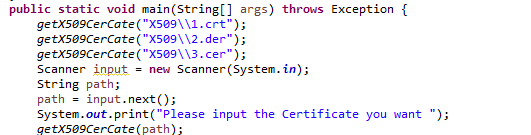 public static void main(String[] args) throws Exception {
getX509CerCate("X509\\1.crt");
getX509CerCate("X509\\2.der");
getX509CerCate("X509\\3.cer");
Scanner input = new Scanner(System.in);
String path;
path = input.next();
System.out.print("Please input the Certificate you want ");
getX509CerCate(path);